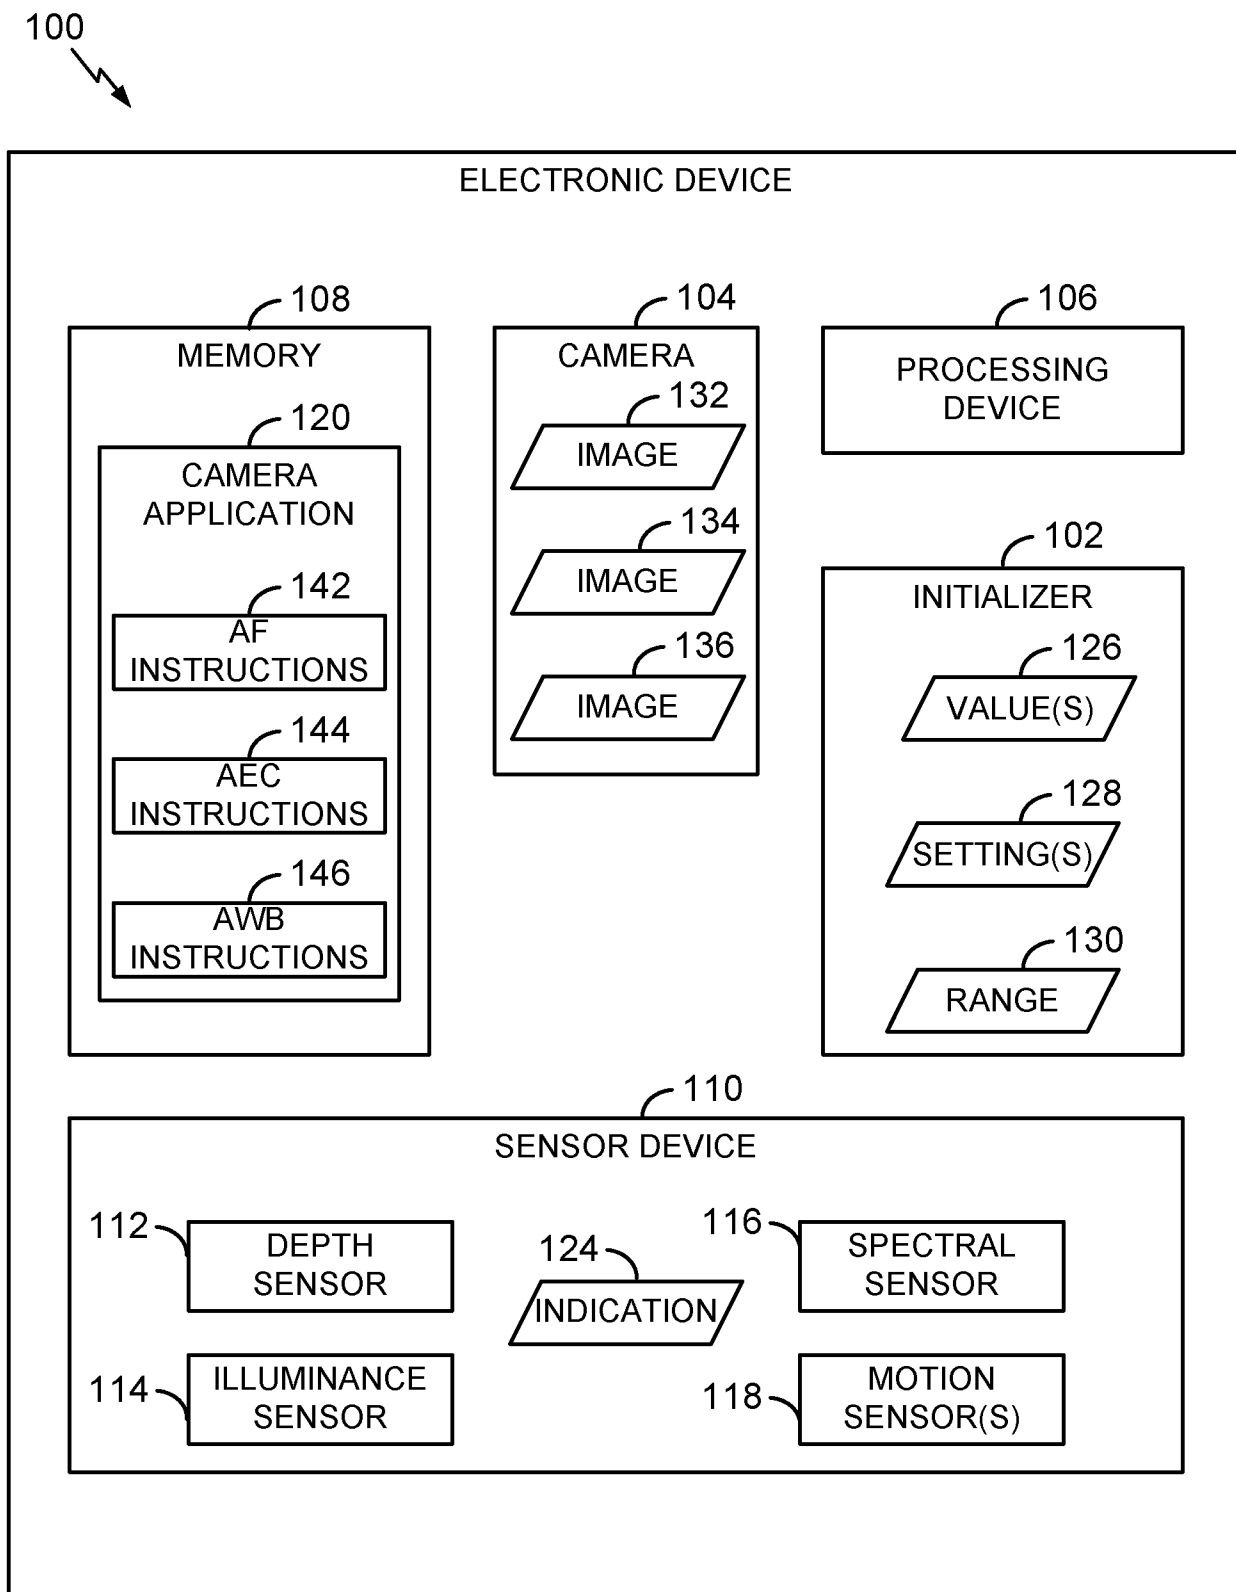 100
ELECTRONIC DEVICE
108
MEMORY
120
CAMERA
APPLICATION
142
AF
INSTRUCTIONS
144
AEC
INSTRUCTIONS
146
AWB
INSTRUCTIONS
104
CAMERA
132
IMAGE
134
IMAGE
136
IMAGE
106
PROCESSING
DEVICE
102
INITIALIZER
126
VALUE(S)
128
SETTING(S)
130
RANGE
110
SENSOR DEVICE
112
DEPTH
SENSOR
114
ILLUMINANCE
SENSOR
124
INDICATION
116
SPECTRAL
SENSOR
118
MOTION
SENSOR(S)